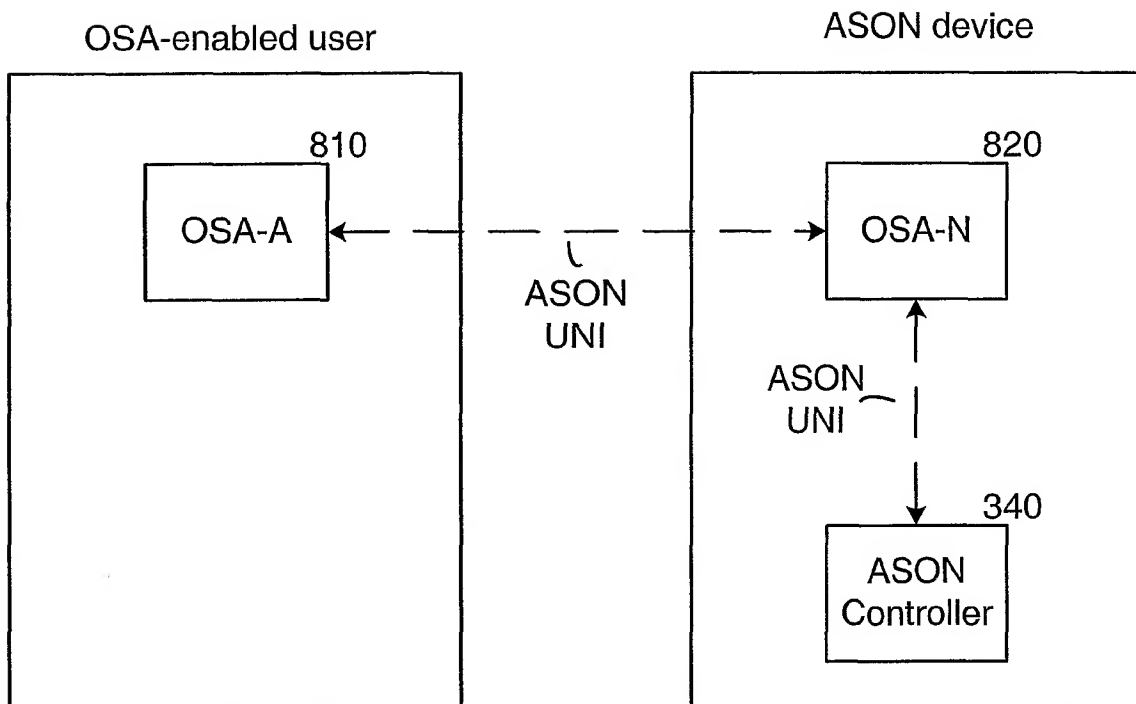 OSA-enabled user
ASON device
810
820
OSA-A
OSA-N
ASON
UNI
ASON
UNI
340
ASON
Controller